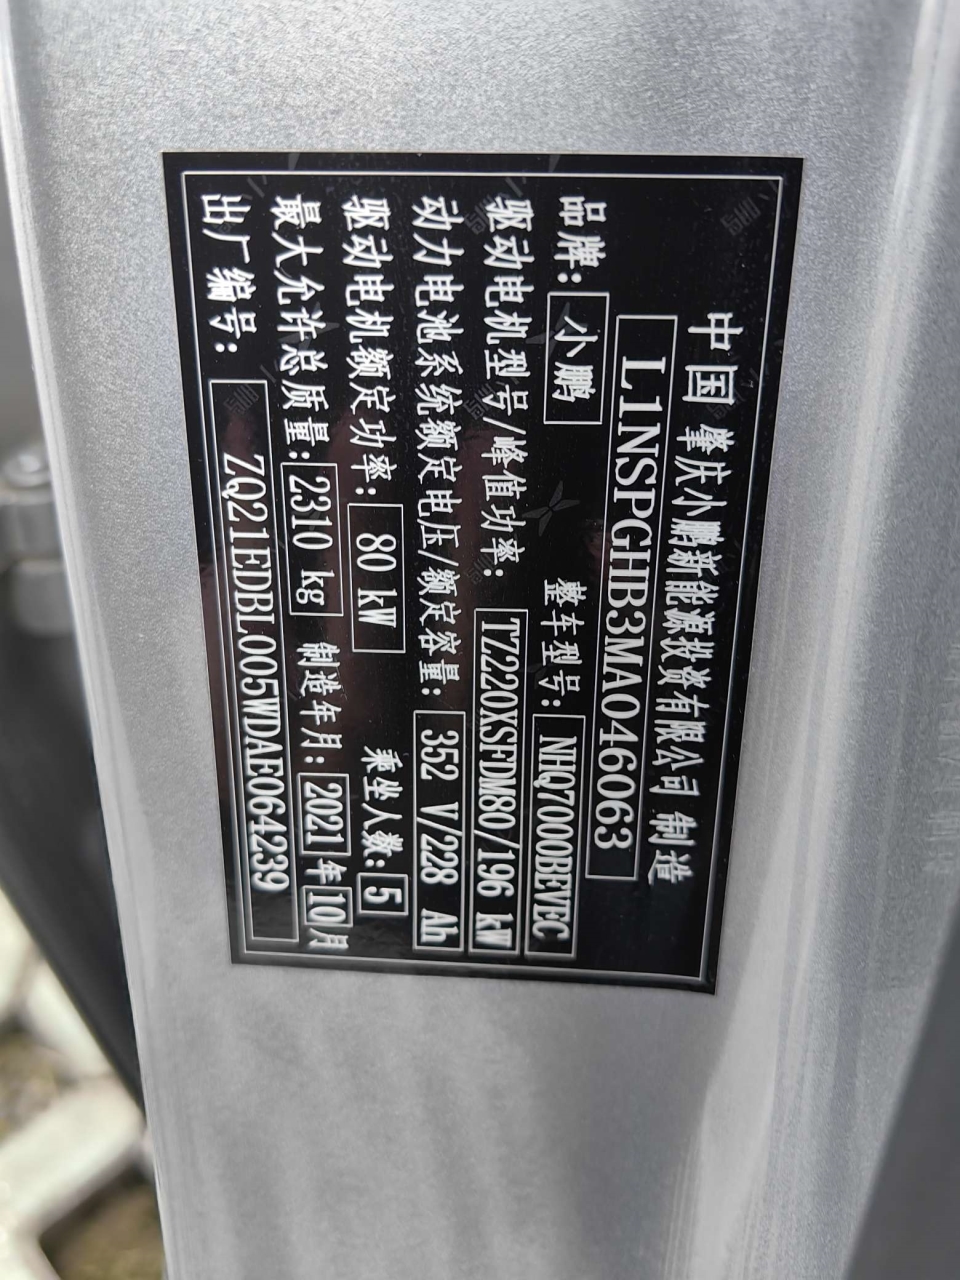 中国 肇庆小鹏新能源投资有限公司 制造
L1NSPGHB3MA046063
品牌: 小鹏 整车型号: NHQ7000BEVEC
驱动电机型号/峰值功率: TZ220XSFDM80/196 kW
动力电池系统额定电压/额定容量: 352 V/228 Ah
驱动电机额定功率: 80 kW 乘坐人数: 5
最大允许总质量: 2310 kg 制造年月: 2021 年 10月
出厂编号: ZQ21EDBL005WDAE064239